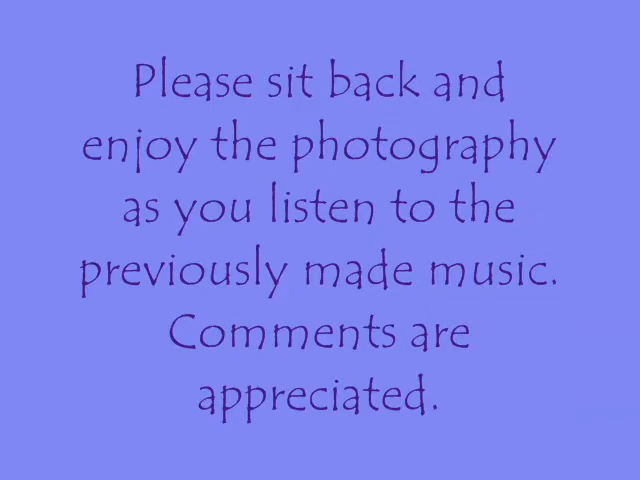 Please sit back and
enjoy the photography
as you listen to the
previously made music.
Comments are
appreciated.